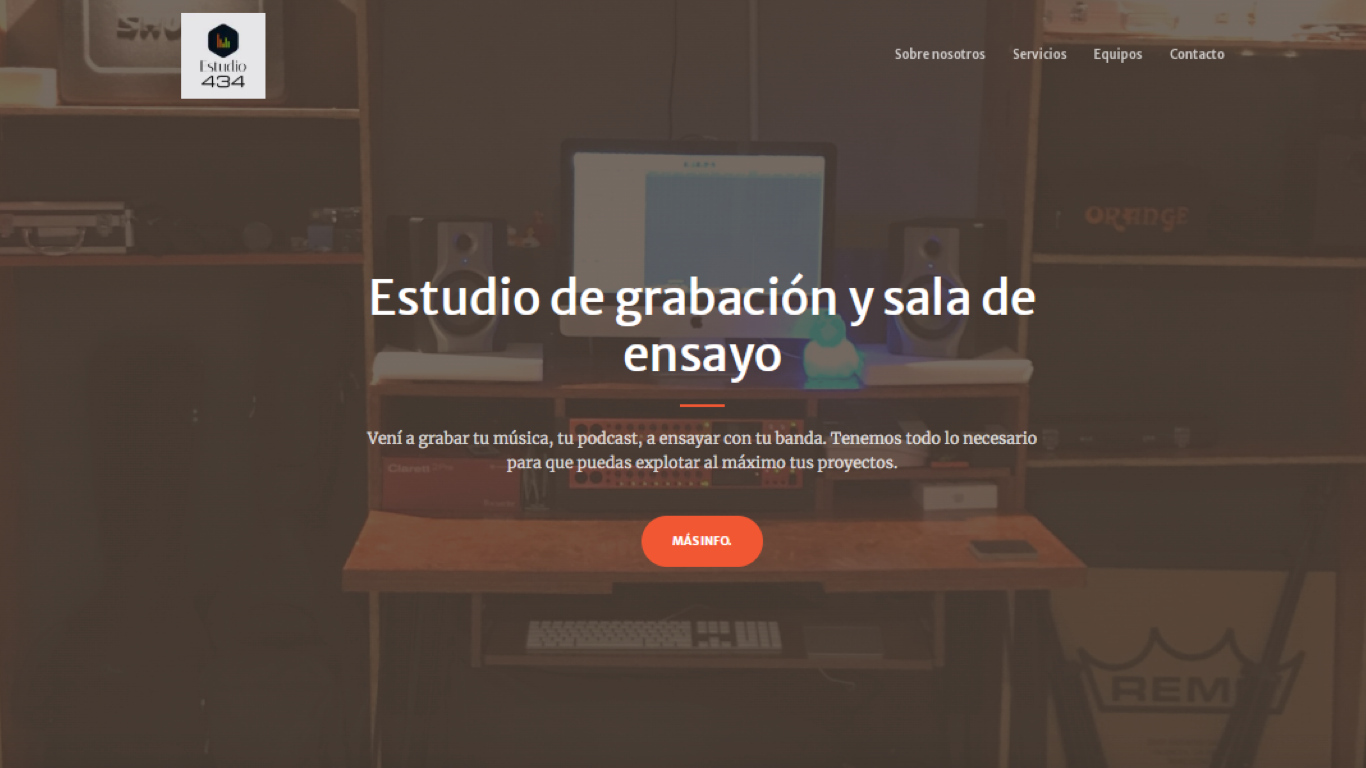 Estudio
434
Sobre nosotros Servicios Equipos Contacto
ORANGE
Estudio de grabación y sala de
ensayo
Vení a grabar tu música, tu podcast, a ensayar con tu banda. Tenemos todo lo necesario
para que puedas explotar al máximo tus proyectos.
Clarett
MÁS INFO.
REMO